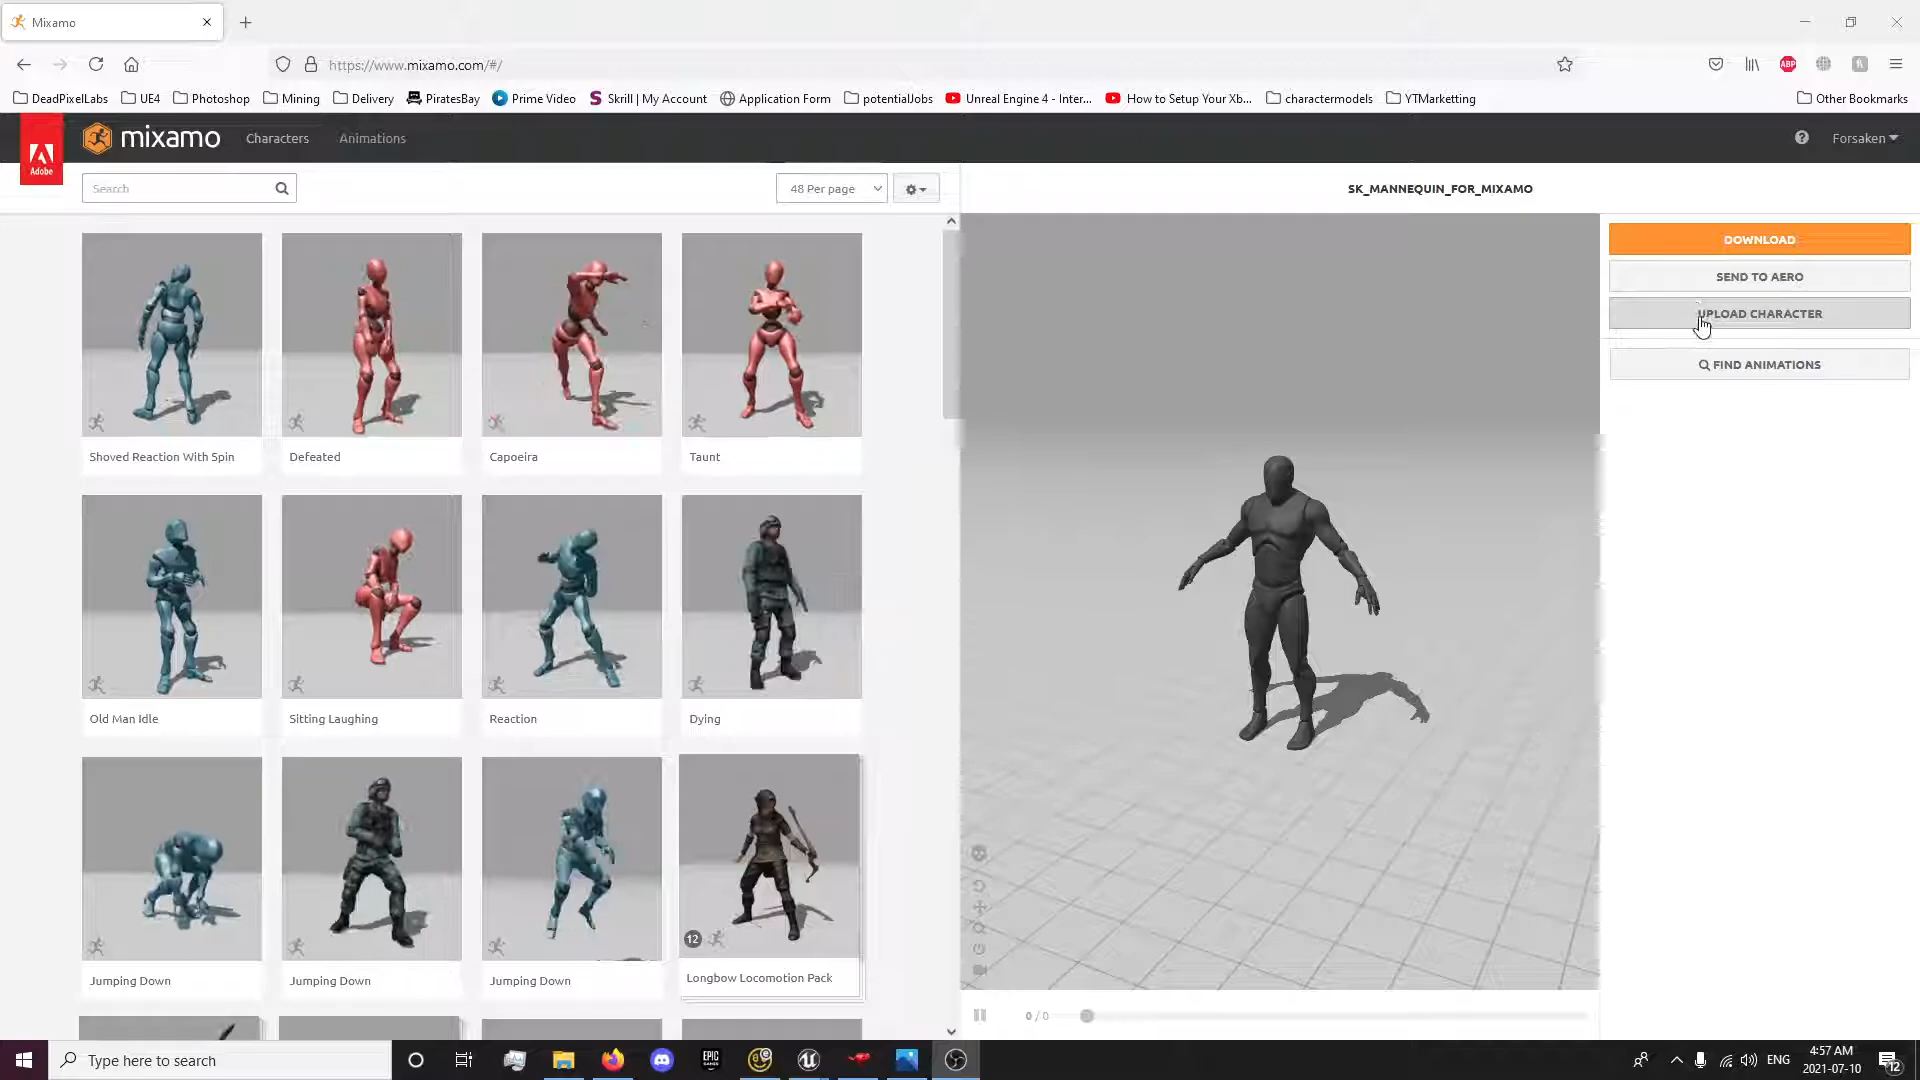 Mixamo
https://www.mixamo.com/#/
ABP
DeadPixelLabs UE4 Photoshop Mining Delivery PiratesBay Prime Video Skrill | My Account Application Form potentialJobs Unreal Engine 4 - Inter... How to Setup Your Xb... charactermodels YTMarketting Other Bookmarks
Adobe
mixamo Characters Animations Forsaken
Search 48 Per page
SK_MANNEQUIN_FOR_MIXAMO
DOWNLOAD
SEND TO AERO
UPLOAD CHARACTER
FIND ANIMATIONS
Shoved Reaction With Spin Defeated Capoeira Taunt
Old Man Idle Sitting Laughing Reaction Dying
12
Jumping Down Jumping Down Jumping Down Longbow Locomotion Pack
0 / 0
Type here to search
EPIC GAMES
ENG
4:57 AM
2021-07-10
12